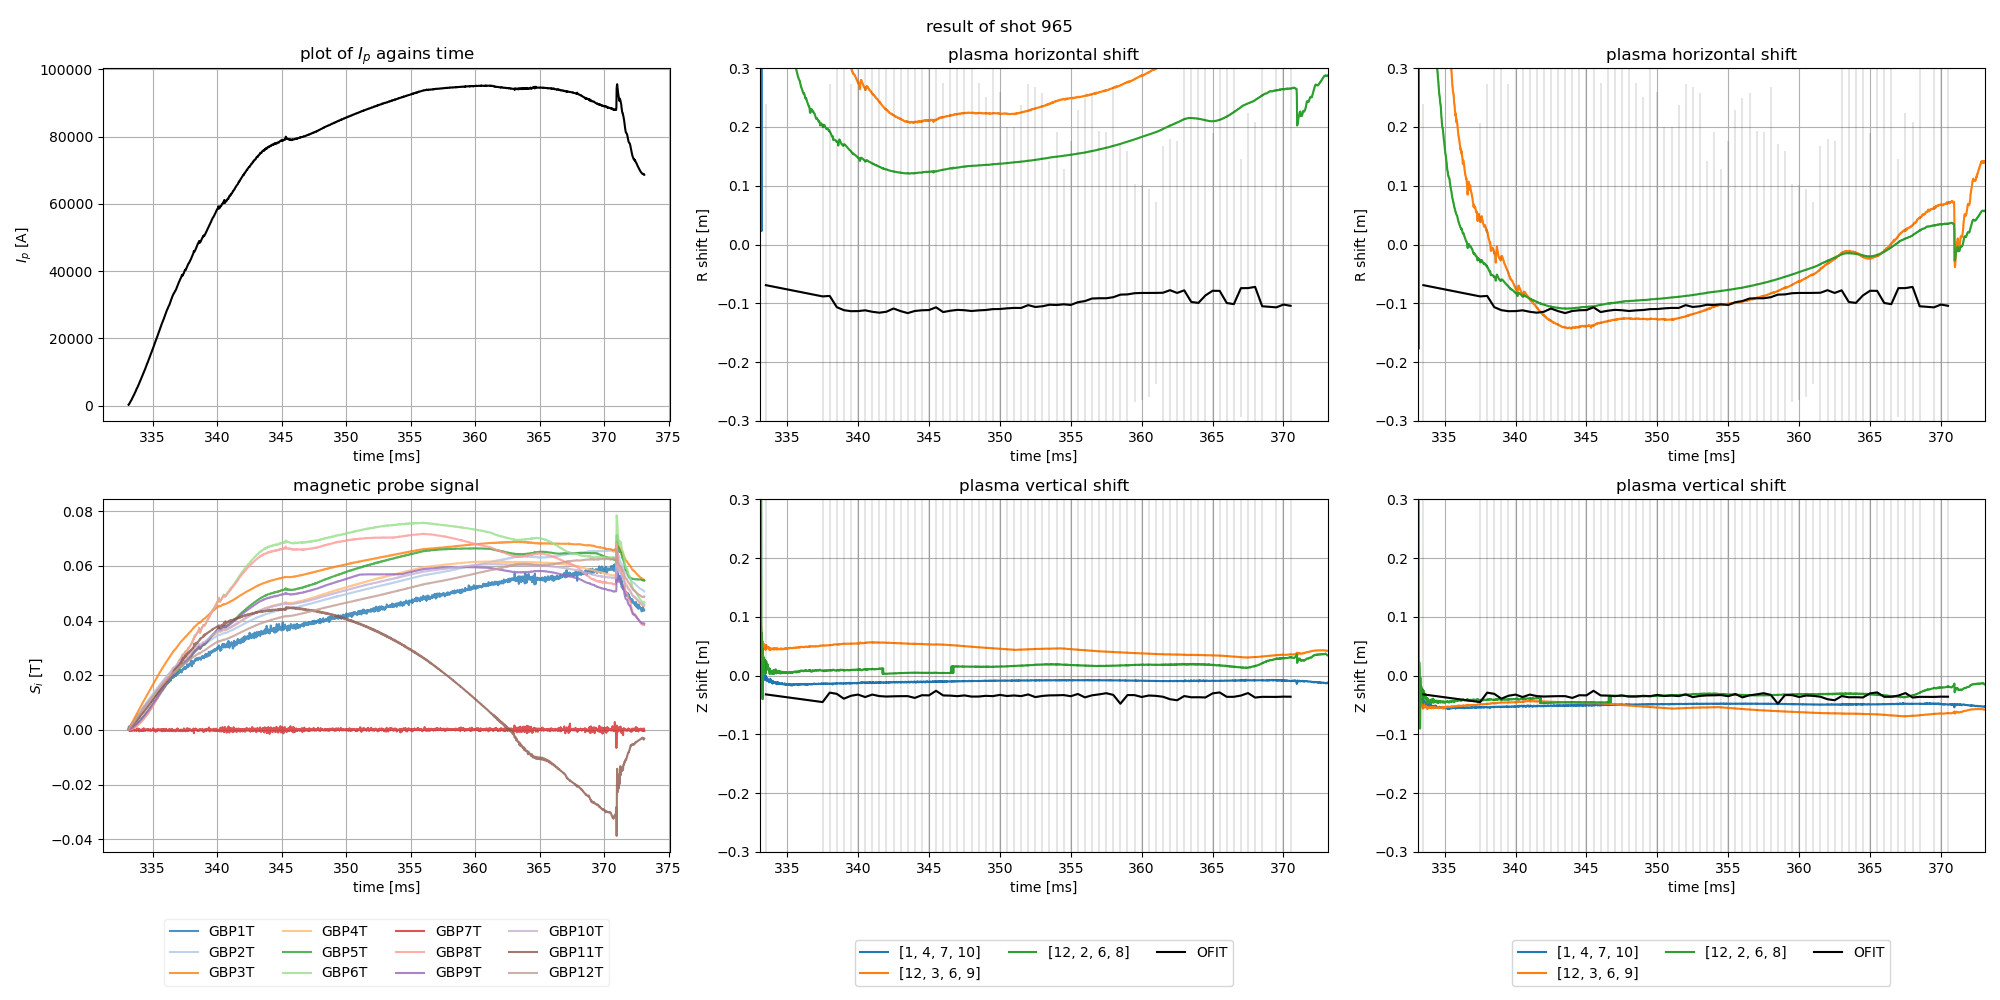 result of shot 965
plot of I_p agains time
I_p [A]
100000
80000
60000
40000
20000
0
335 340 345 350 355 360 365 370 375
time [ms]
plasma horizontal shift
R shift [m]
0.3
0.2
0.1
0.0
−0.1
−0.2
−0.3
335 340 345 350 355 360 365 370
time [ms]
plasma horizontal shift
R shift [m]
0.3
0.2
0.1
0.0
−0.1
−0.2
−0.3
335 340 345 350 355 360 365 370
time [ms]
magnetic probe signal
S_i [T]
0.08
0.06
0.04
0.02
0.00
−0.02
−0.04
335 340 345 350 355 360 365 370 375
time [ms]
plasma vertical shift
Z shift [m]
0.3
0.2
0.1
0.0
−0.1
−0.2
−0.3
335 340 345 350 355 360 365 370
time [ms]
plasma vertical shift
Z shift [m]
0.3
0.2
0.1
0.0
−0.1
−0.2
−0.3
335 340 345 350 355 360 365 370
time [ms]
GBP1T GBP4T GBP7T GBP10T
GBP2T GBP5T GBP8T GBP11T
GBP3T GBP6T GBP9T GBP12T
[1, 4, 7, 10] [12, 2, 6, 8] OFIT
[12, 3, 6, 9]
[1, 4, 7, 10] [12, 2, 6, 8] OFIT
[12, 3, 6, 9]